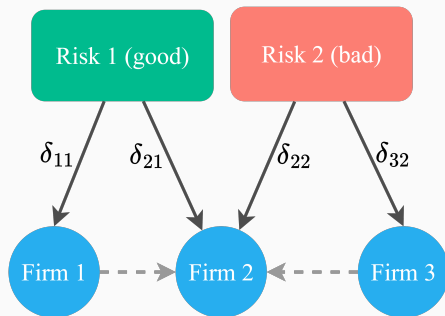 Risk 1 (good)
Risk 2 (bad)
δ₁₁
δ₂₁
δ₂₂
δ₃₂
Firm 1
Firm 2
Firm 3